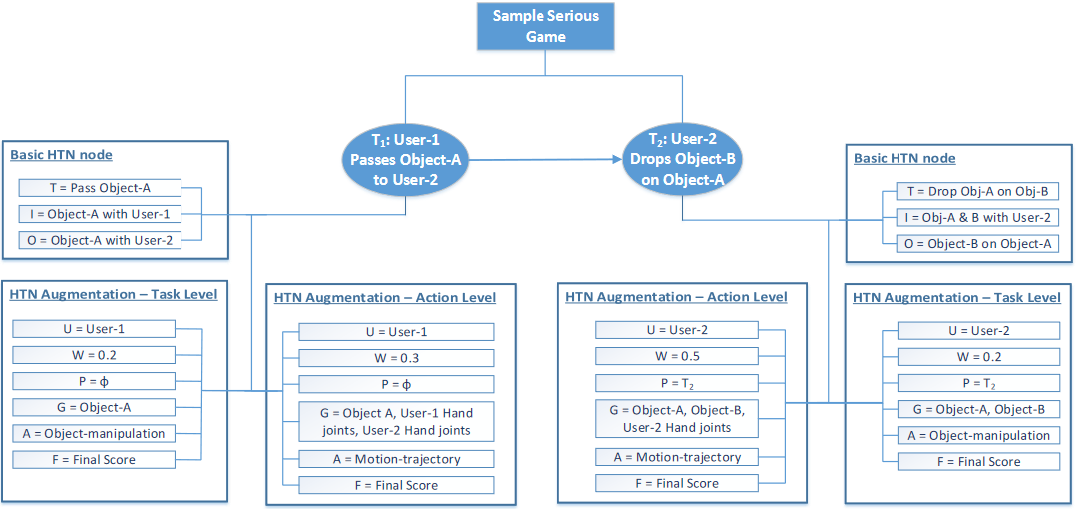 Sample Serious
Game
T1: User-1
Passes Object-A
to User-2
T2: User-2
Drops Object-B
on Object-A
Basic HTN node
T = Pass Object-A
I = Object-A with User-1
O = Object-A with User-2
Basic HTN node
T = Drop Obj-A on Obj-B
I = Obj-A & B with User-2
O = Object-B on Object-A
HTN Augmentation – Task Level
U = User-1
W = 0.2
P = ϕ
G = Object-A
A = Object-manipulation
F = Final Score
HTN Augmentation – Action Level
U = User-1
W = 0.3
P = ϕ
G = Object A, User-1 Hand
joints, User-2 Hand joints
A = Motion-trajectory
F = Final Score
HTN Augmentation – Action Level
U = User-2
W = 0.5
P = T2
G = Object-A, Object-B,
User-2 Hand joints
A = Motion-trajectory
F = Final Score
HTN Augmentation – Task Level
U = User-2
W = 0.2
P = T2
G = Object-A, Object-B
A = Object-manipulation
F = Final Score